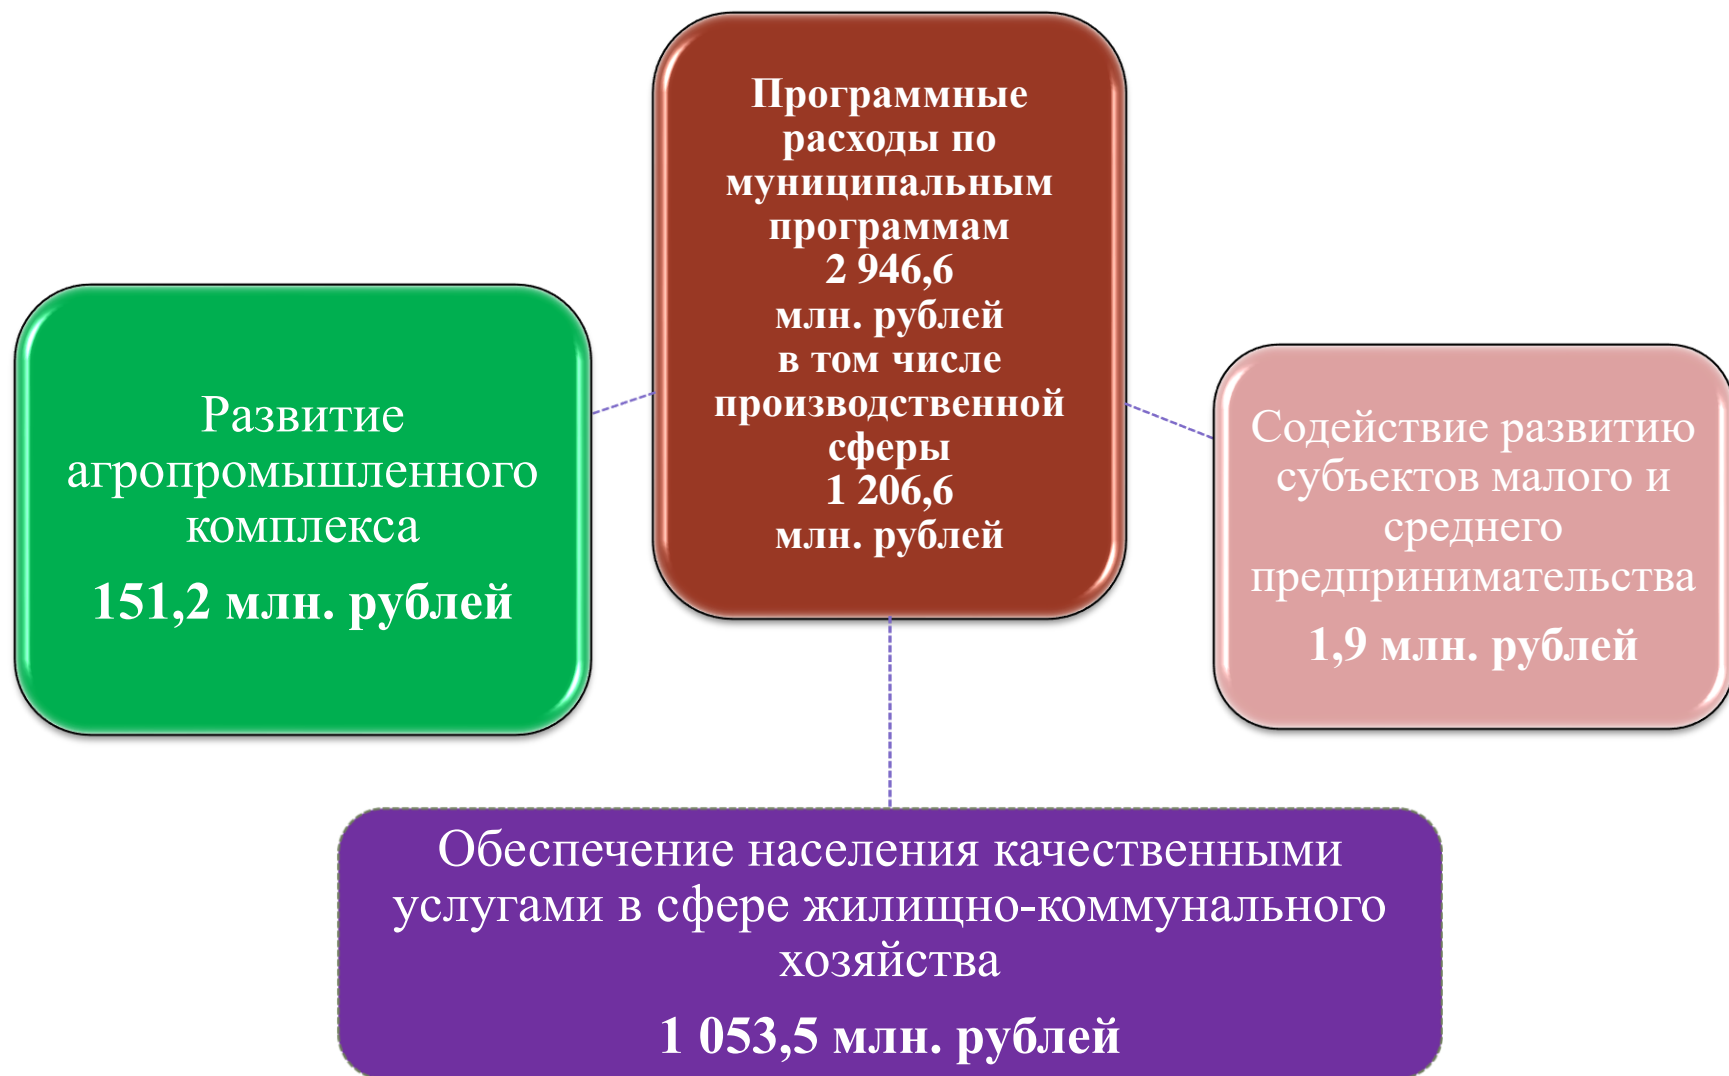 Программные
расходы по
муниципальным
программам
2 946,6
млн. рублей
в том числе
производственной
сферы
1 206,6
млн. рублей
Развитие
агропромышленного
комплекса
151,2 млн. рублей
Содействие развитию
субъектов малого и
среднего
предпринимательства
1,9 млн. рублей
Обеспечение населения качественными
услугами в сфере жилищно-коммунального
хозяйства
1 053,5 млн. рублей